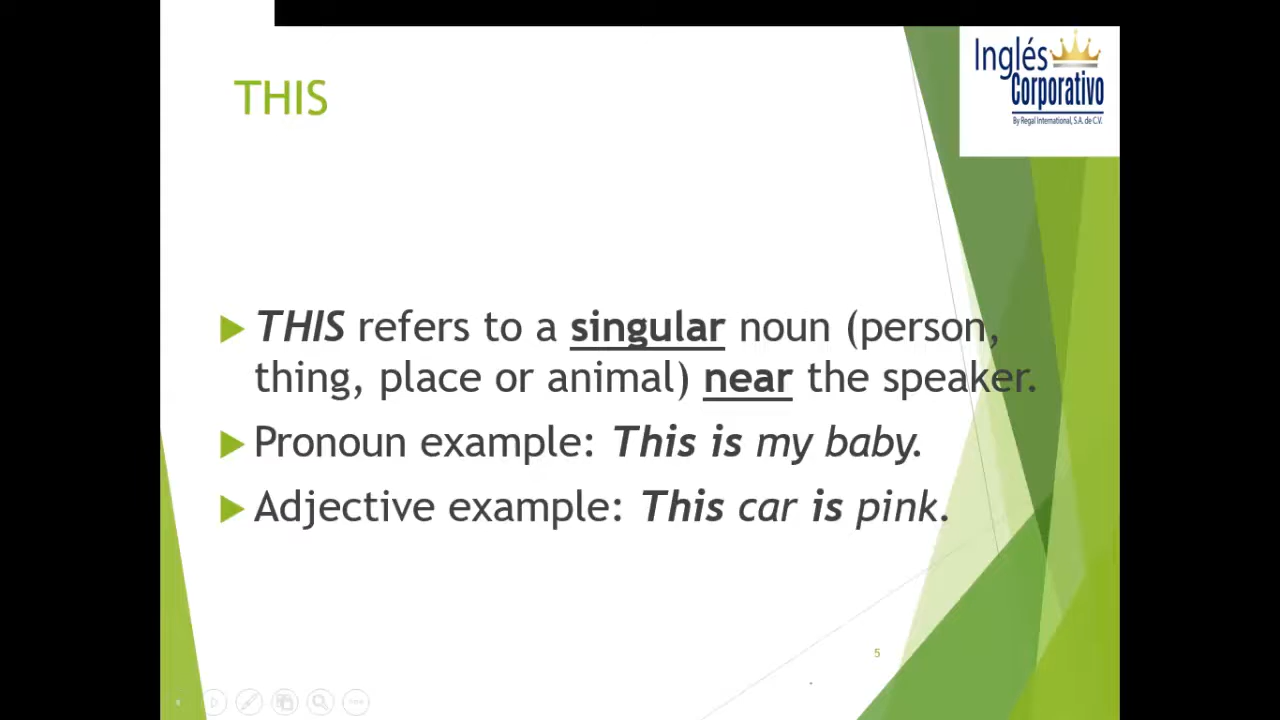 Inglés
Corporativo
By Regal International, S.A. de C.V.
THIS
THIS refers to a singular noun (person,
thing, place or animal) near the speaker.
Pronoun example: This is my baby.
Adjective example: This car is pink.
5